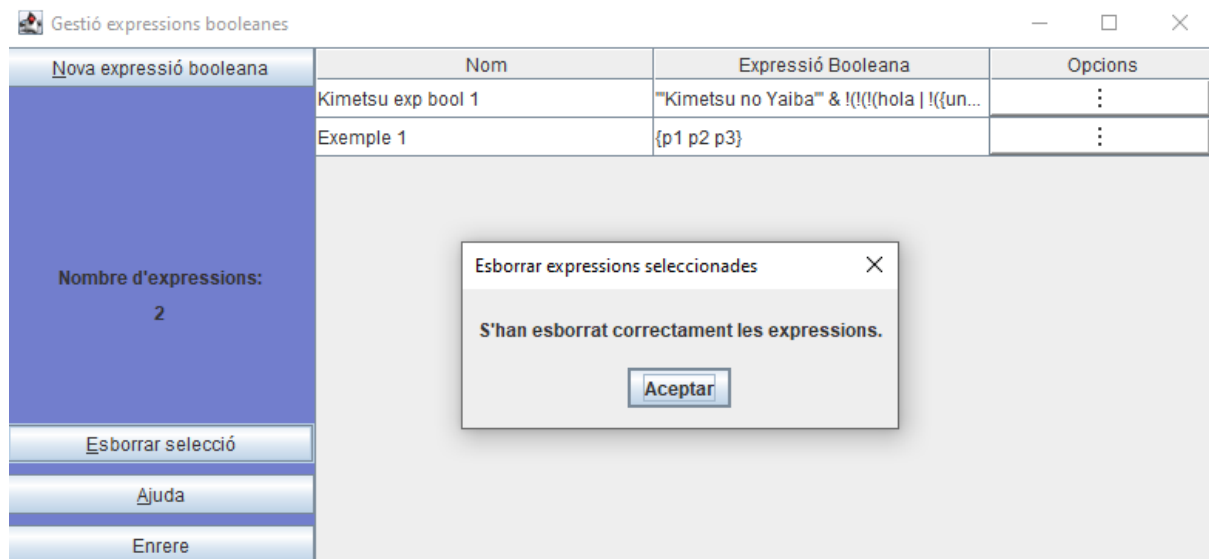 Gestió expressions booleanes
Nova expressió booleana
Nom Expressió Booleana Opcions
Kimetsu exp bool 1 '"Kimetsu no Yaiba"' & !(!(!(hola | !({un... ⋮
Exemple 1 {p1 p2 p3} ⋮
Nombre d'expressions:
2
Esborrar expressions seleccionades
S'han esborrat correctament les expressions.
Aceptar
Esborrar selecció
Ajuda
Enrere